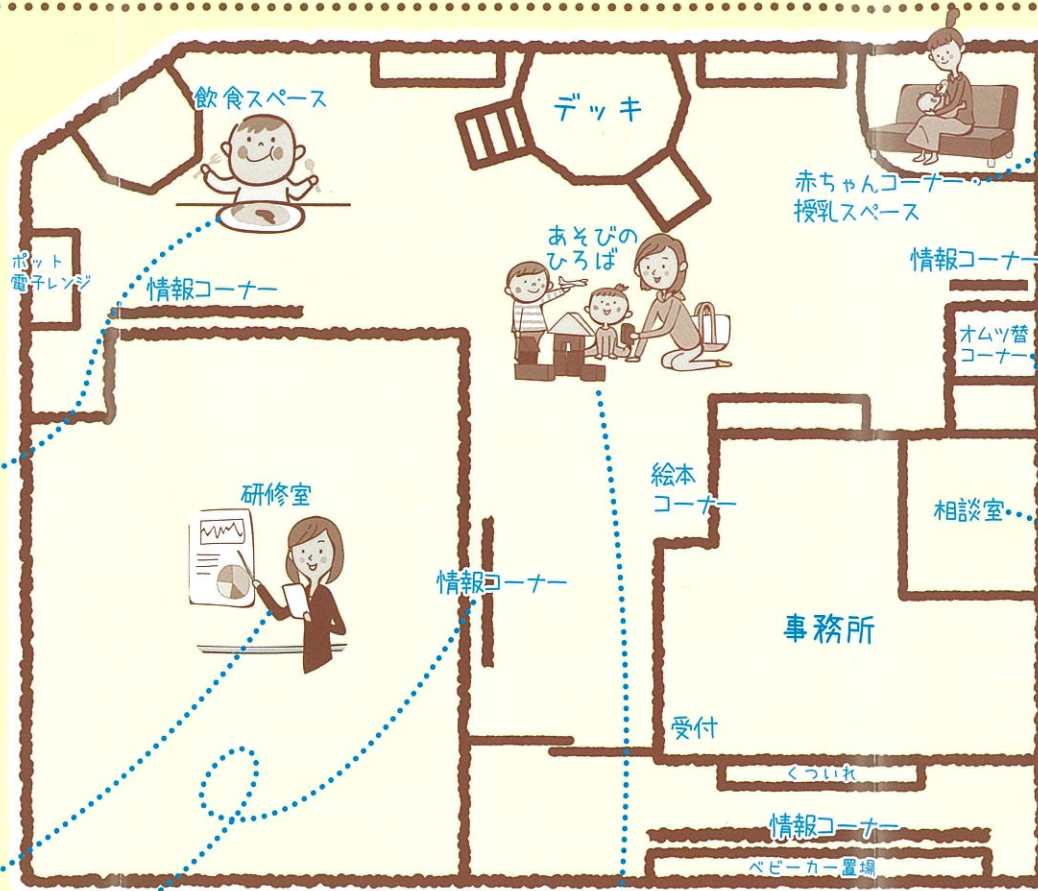 飲食スペース
デッキ
赤ちゃんコーナー・
授乳スペース
あそびの
ひろば
ポット
電子レンジ
情報コーナー
情報コーナー
オムツ替
コーナー
絵本
コーナー
研修室
相談室
情報コーナー
事務所
受付
くついれ
情報コーナー
ベビーカー置場